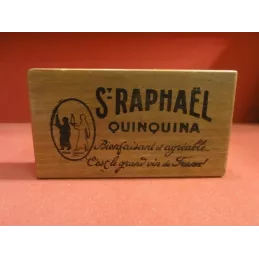 St-RAPHAËL
QUINQUINA
Bienfaisant et agréable
C'est le grand vin de France!